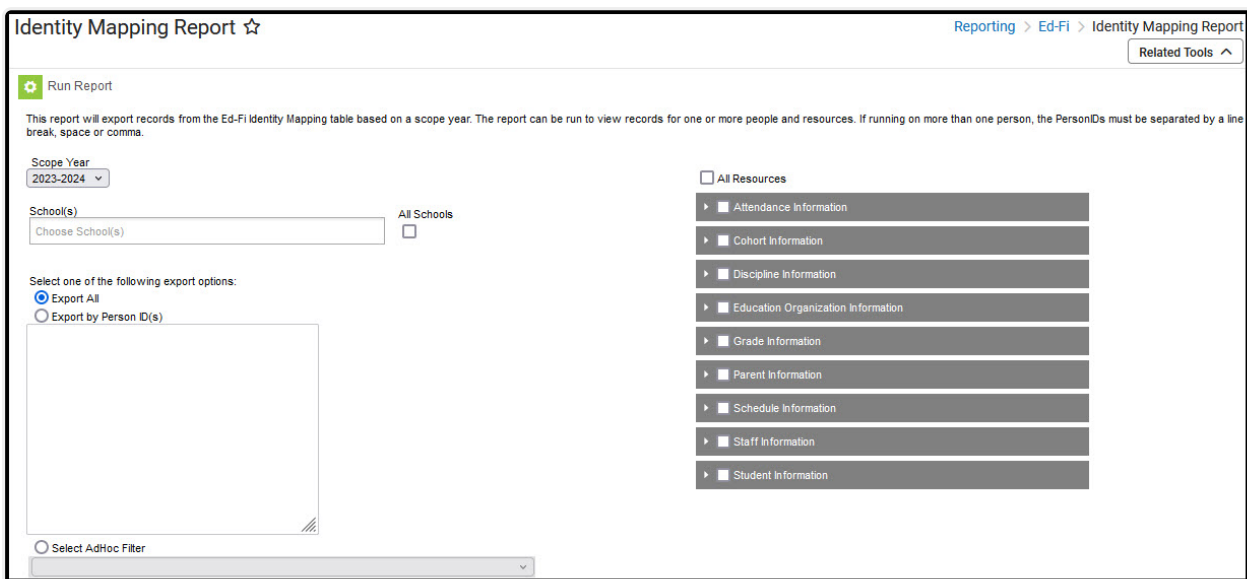 Identity Mapping Report ☆
Reporting > Ed-Fi > Identity Mapping Report
Related Tools
Run Report
This report will export records from the Ed-Fi Identity Mapping table based on a scope year. The report can be run to view records for one or more people and resources. If running on more than one person, the PersonIDs must be separated by a line
break, space or comma.
Scope Year
2023-2024
School(s)
All Schools
Choose School(s)
Select one of the following export options:
Export All
Export by Person ID(s)
Select AdHoc Filter
All Resources
Attendance Information
Cohort Information
Discipline Information
Education Organization Information
Grade Information
Parent Information
Schedule Information
Staff Information
Student Information